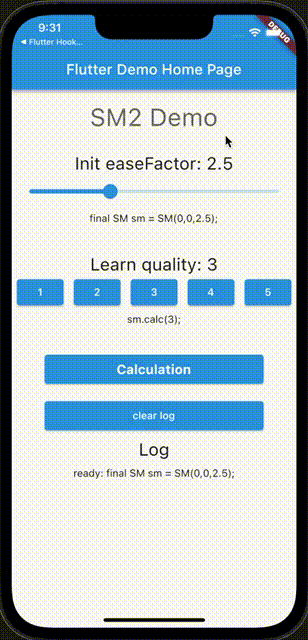 9:31
DEBUG
◀ Flutter Hook...
Flutter Demo Home Page
SM2 Demo
Init easeFactor: 2.5
final SM sm = SM(0,0,2.5);
Learn quality: 3
1 2 3 4 5
sm.calc(3);
Calculation
clear log
Log
ready: final SM sm = SM(0,0,2.5);